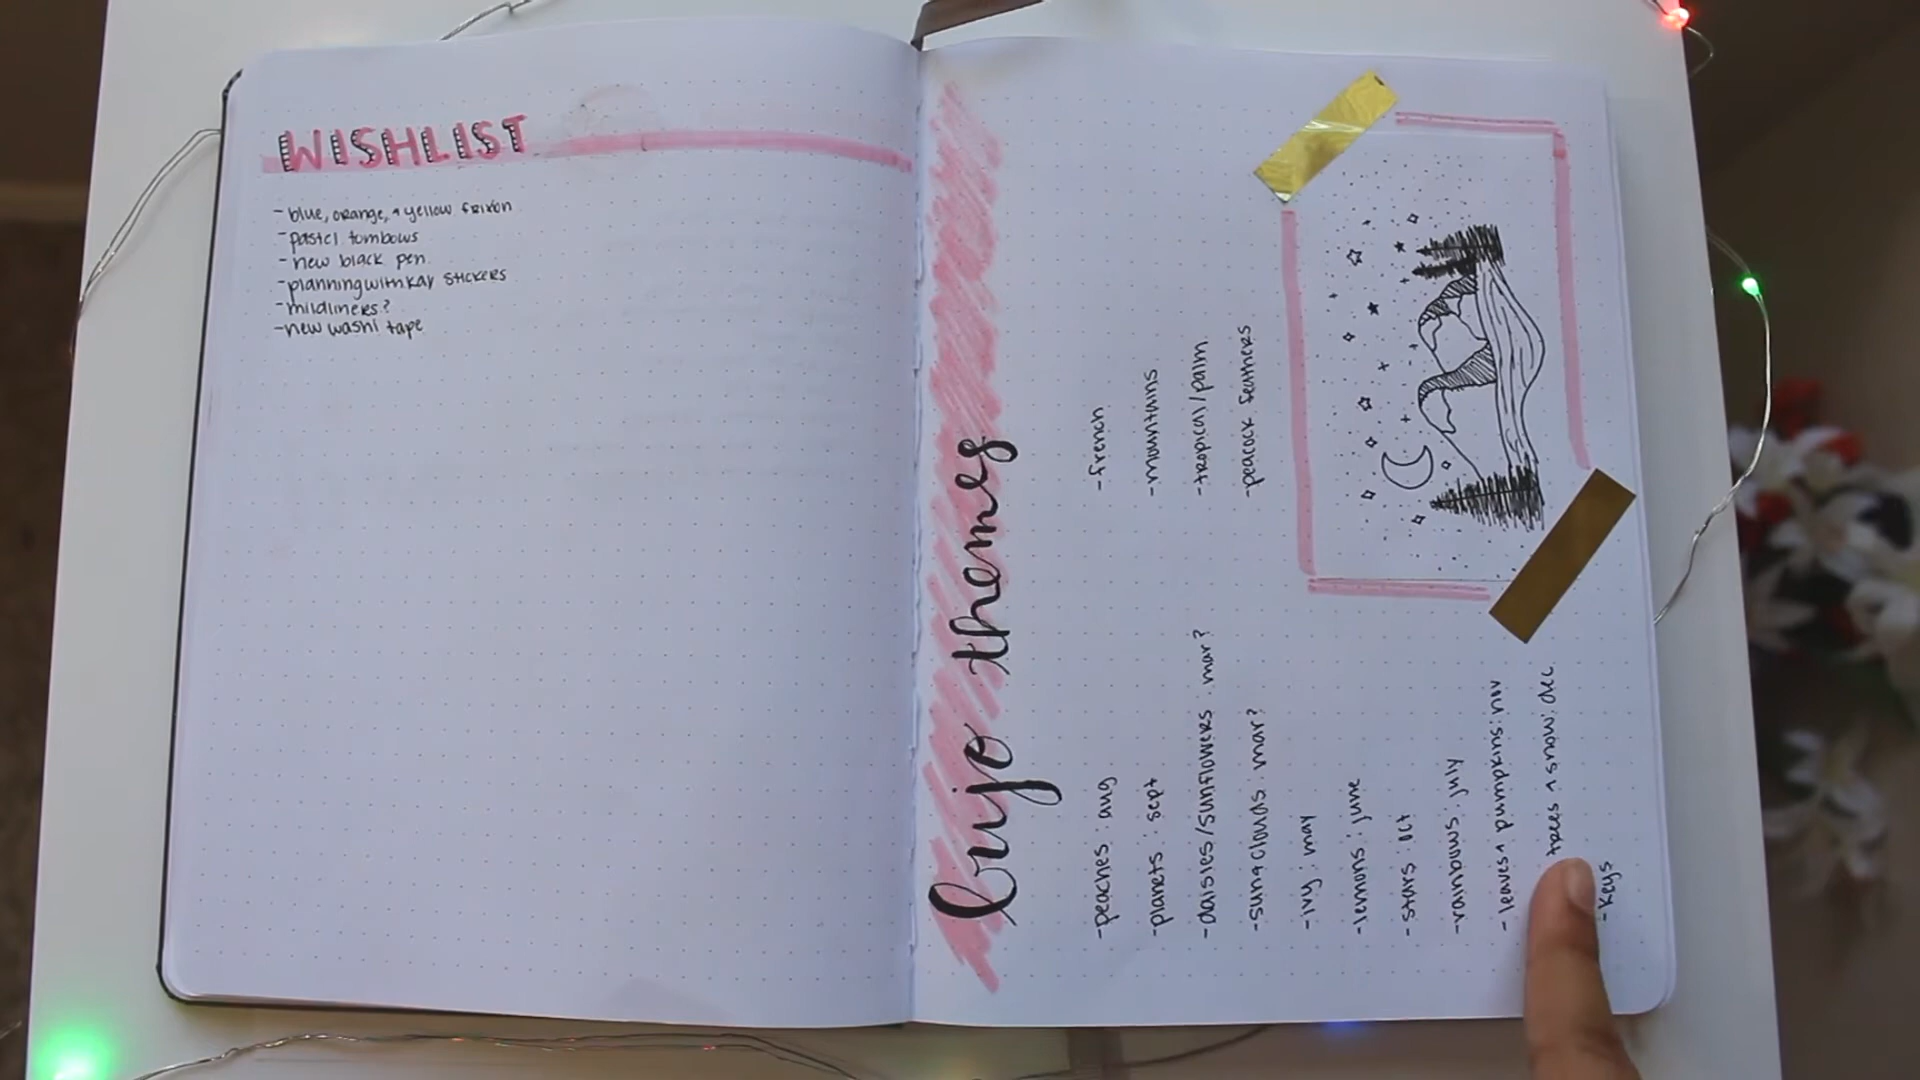 WISHLIST
- blue, orange, + yellow frixion
- pastel tombows
- new black pen
- planningwithkay stickers
- mildliners?
- new washi tape
bujo themes
- peaches : aug
- planets : sept
- daisies/sunflowers : mar?
- sun + clouds : mar?
- ivy : may
- lemons : june
- stars : oct
- rainbows : july
- leaves + pumpkins : nov
trees + snow : dec
- keys
- french
- mountains
- tropical/palm
- peacock feathers